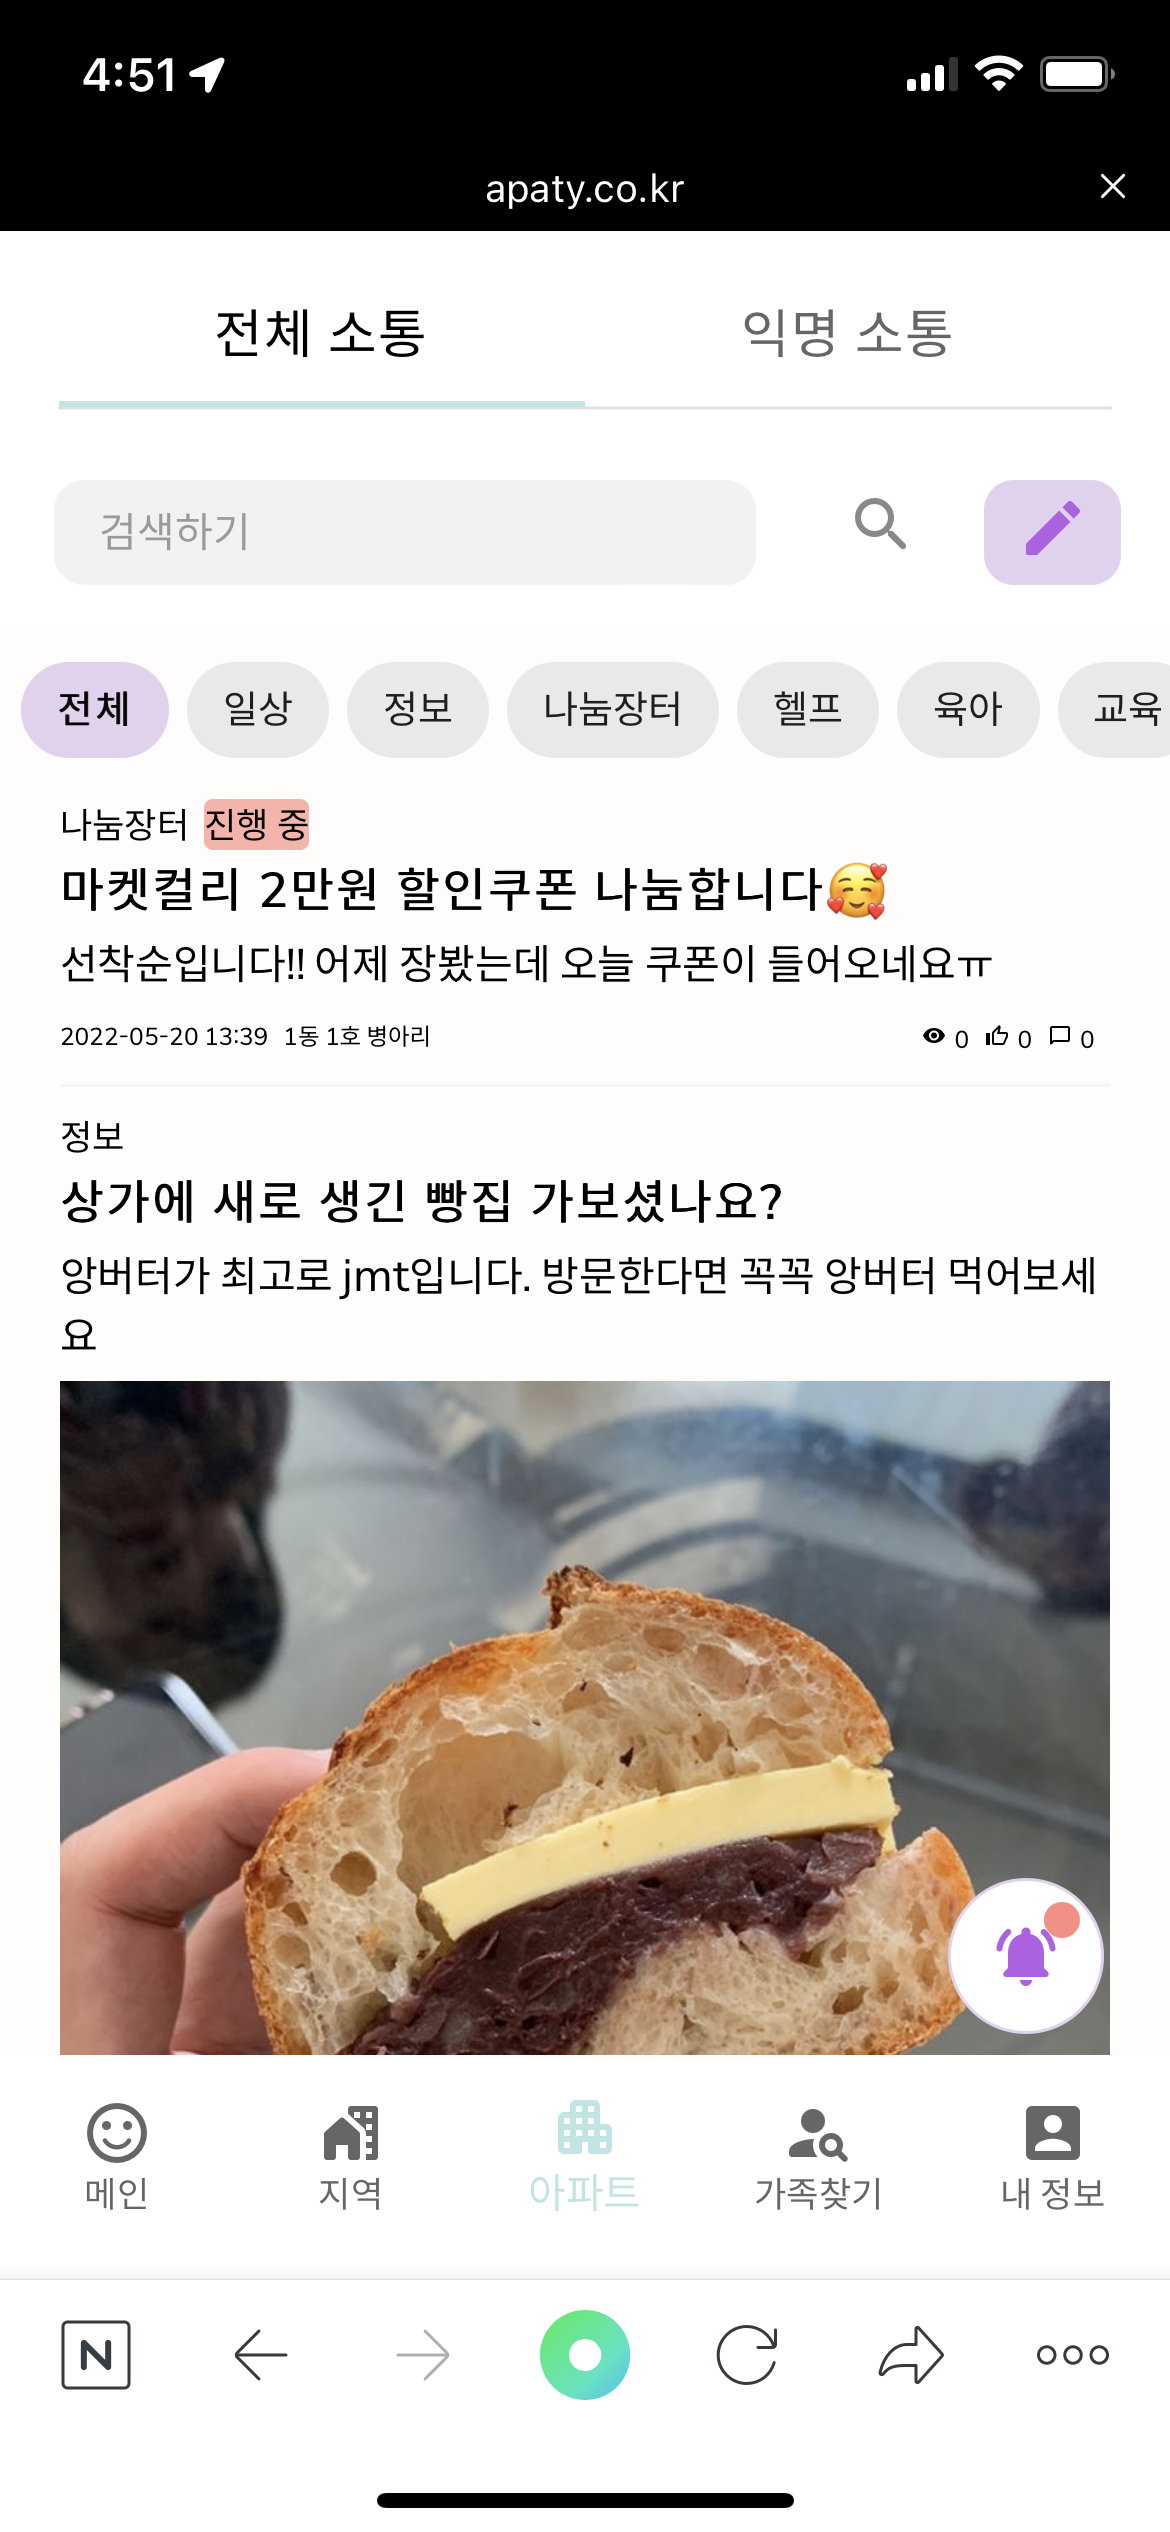 4:51
apaty.co.kr
전체 소통
익명 소통
검색하기
전체 일상 정보 나눔장터 헬프 육아 교육
나눔장터 진행 중
마켓컬리 2만원 할인쿠폰 나눔합니다🥰
선착순입니다!! 어제 장봤는데 오늘 쿠폰이 들어오네요ㅠ
2022-05-20 13:39 1동 1호 병아리 0 0 0
정보
상가에 새로 생긴 빵집 가보셨나요?
앙버터가 최고로 jmt입니다. 방문한다면 꼭꼭 앙버터 먹어보세
요
메인 지역 아파트 가족찾기 내 정보
N